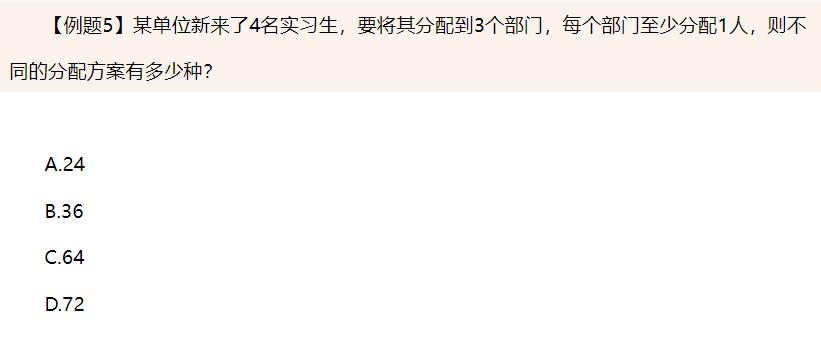 【例题5】某单位新来了4名实习生，要将其分配到3个部门，每个部门至少分配1人，则不
同的分配方案有多少种？
A.24
B.36
C.64
D.72